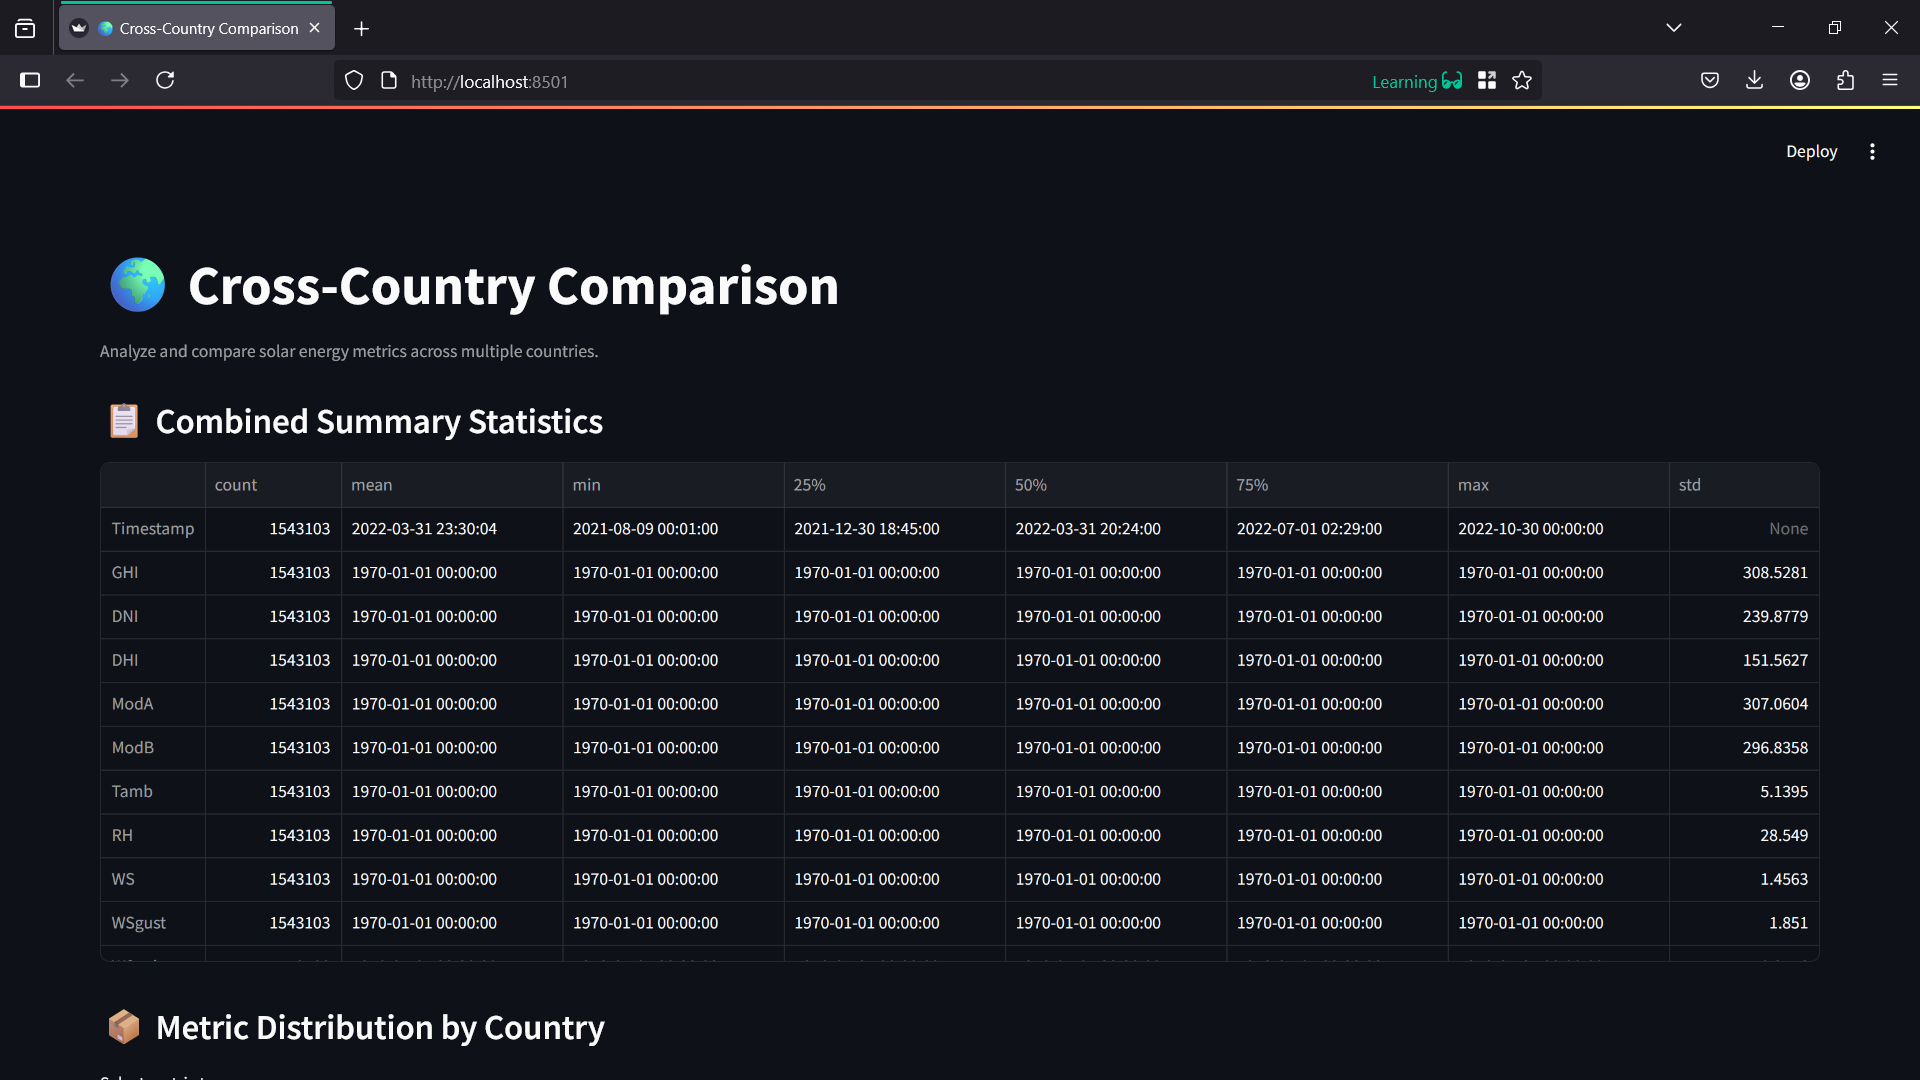 Cross-Country Comparison
http://localhost:8501
Learning
Deploy
Cross-Country Comparison
Analyze and compare solar energy metrics across multiple countries.
Combined Summary Statistics
count mean min 25% 50% 75% max std
Timestamp 1543103 2022-03-31 23:30:04 2021-08-09 00:01:00 2021-12-30 18:45:00 2022-03-31 20:24:00 2022-07-01 02:29:00 2022-10-30 00:00:00 None
GHI 1543103 1970-01-01 00:00:00 1970-01-01 00:00:00 1970-01-01 00:00:00 1970-01-01 00:00:00 1970-01-01 00:00:00 1970-01-01 00:00:00 308.5281
DNI 1543103 1970-01-01 00:00:00 1970-01-01 00:00:00 1970-01-01 00:00:00 1970-01-01 00:00:00 1970-01-01 00:00:00 1970-01-01 00:00:00 239.8779
DHI 1543103 1970-01-01 00:00:00 1970-01-01 00:00:00 1970-01-01 00:00:00 1970-01-01 00:00:00 1970-01-01 00:00:00 1970-01-01 00:00:00 151.5627
ModA 1543103 1970-01-01 00:00:00 1970-01-01 00:00:00 1970-01-01 00:00:00 1970-01-01 00:00:00 1970-01-01 00:00:00 1970-01-01 00:00:00 307.0604
ModB 1543103 1970-01-01 00:00:00 1970-01-01 00:00:00 1970-01-01 00:00:00 1970-01-01 00:00:00 1970-01-01 00:00:00 1970-01-01 00:00:00 296.8358
Tamb 1543103 1970-01-01 00:00:00 1970-01-01 00:00:00 1970-01-01 00:00:00 1970-01-01 00:00:00 1970-01-01 00:00:00 1970-01-01 00:00:00 5.1395
RH 1543103 1970-01-01 00:00:00 1970-01-01 00:00:00 1970-01-01 00:00:00 1970-01-01 00:00:00 1970-01-01 00:00:00 1970-01-01 00:00:00 28.549
WS 1543103 1970-01-01 00:00:00 1970-01-01 00:00:00 1970-01-01 00:00:00 1970-01-01 00:00:00 1970-01-01 00:00:00 1970-01-01 00:00:00 1.4563
WSgust 1543103 1970-01-01 00:00:00 1970-01-01 00:00:00 1970-01-01 00:00:00 1970-01-01 00:00:00 1970-01-01 00:00:00 1970-01-01 00:00:00 1.851
Metric Distribution by Country